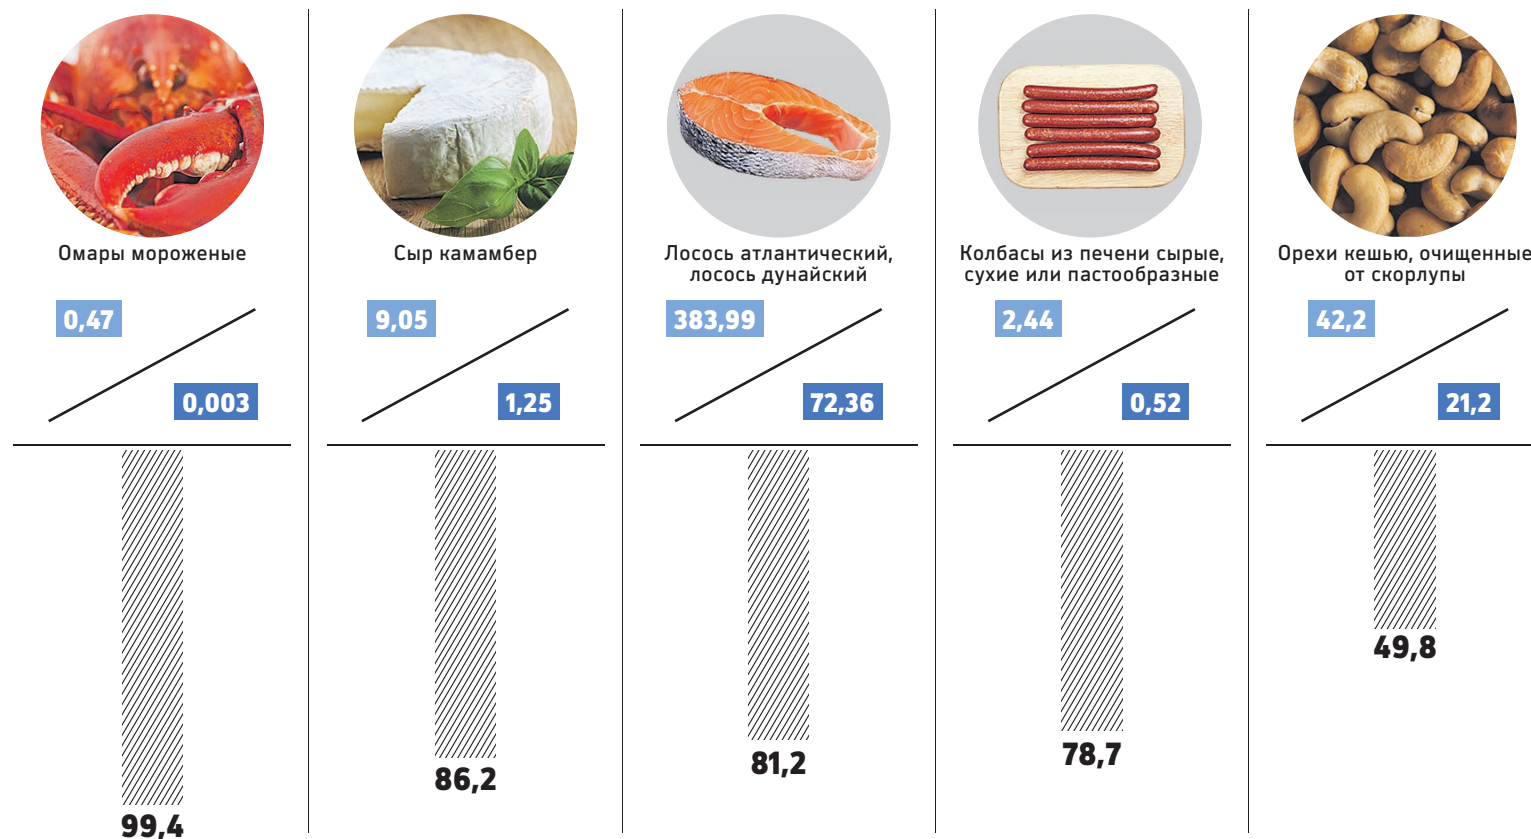 Омары мороженые
0,47
0,003
99,4
Сыр камамбер
9,05
1,25
86,2
Лосось атлантический,
лосось дунайский
383,99
72,36
81,2
Колбасы из печени сырые,
сухие или пастообразные
2,44
0,52
78,7
Орехи кешью, очищенные
от скорлупы
42,2
21,2
49,8